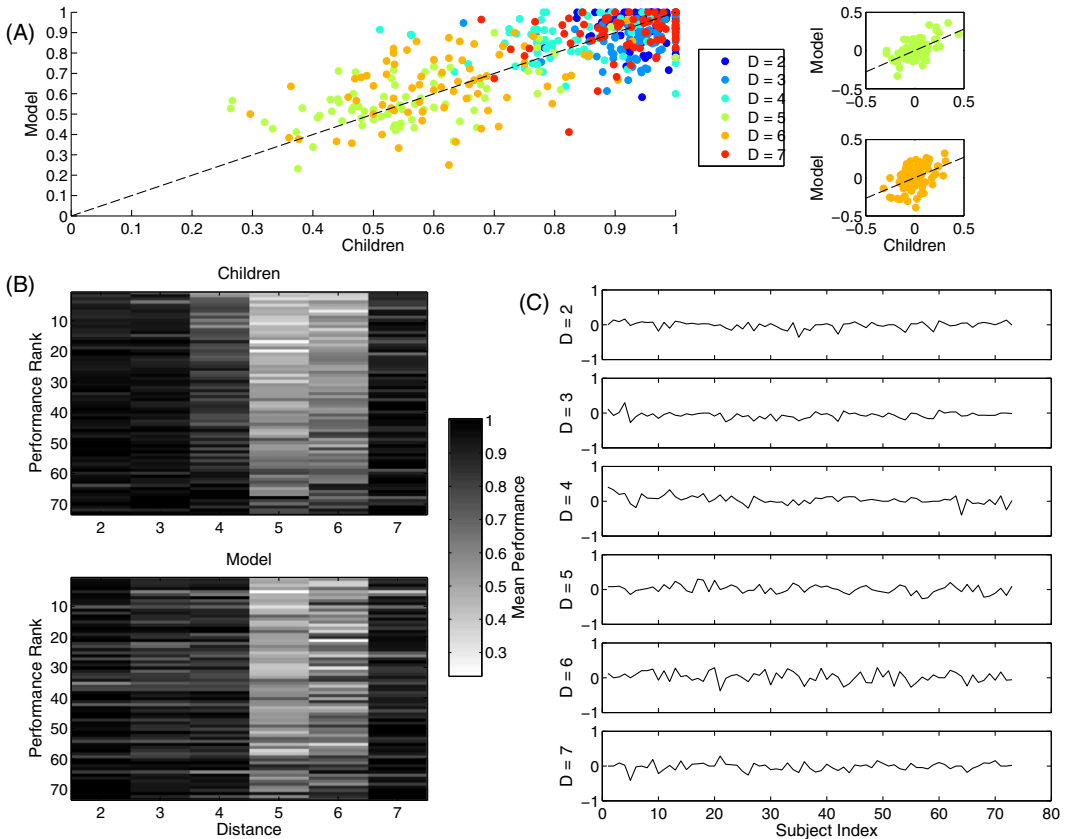 (A)
Model
1
0.9
0.8
0.7
0.6
0.5
0.4
0.3
0.2
0.1
0
0 0.1 0.2 0.3 0.4 0.5 0.6 0.7 0.8 0.9 1
Children
D = 2
D = 3
D = 4
D = 5
D = 6
D = 7
Model
0.5
0
−0.5
−0.5 0 0.5
Model
0.5
0
−0.5
−0.5 0 0.5
Children
(B)
Children
Performance Rank
10
20
30
40
50
60
70
2 3 4 5 6 7
Model
Performance Rank
10
20
30
40
50
60
70
2 3 4 5 6 7
Distance
1
0.9
0.8
0.7
0.6
0.5
0.4
0.3
Mean Performance
(C)
D = 2
1
0
−1
D = 3
1
0
−1
D = 4
1
0
−1
D = 5
1
0
−1
D = 6
1
0
−1
D = 7
1
0
−1
0 10 20 30 40 50 60 70 80
Subject Index